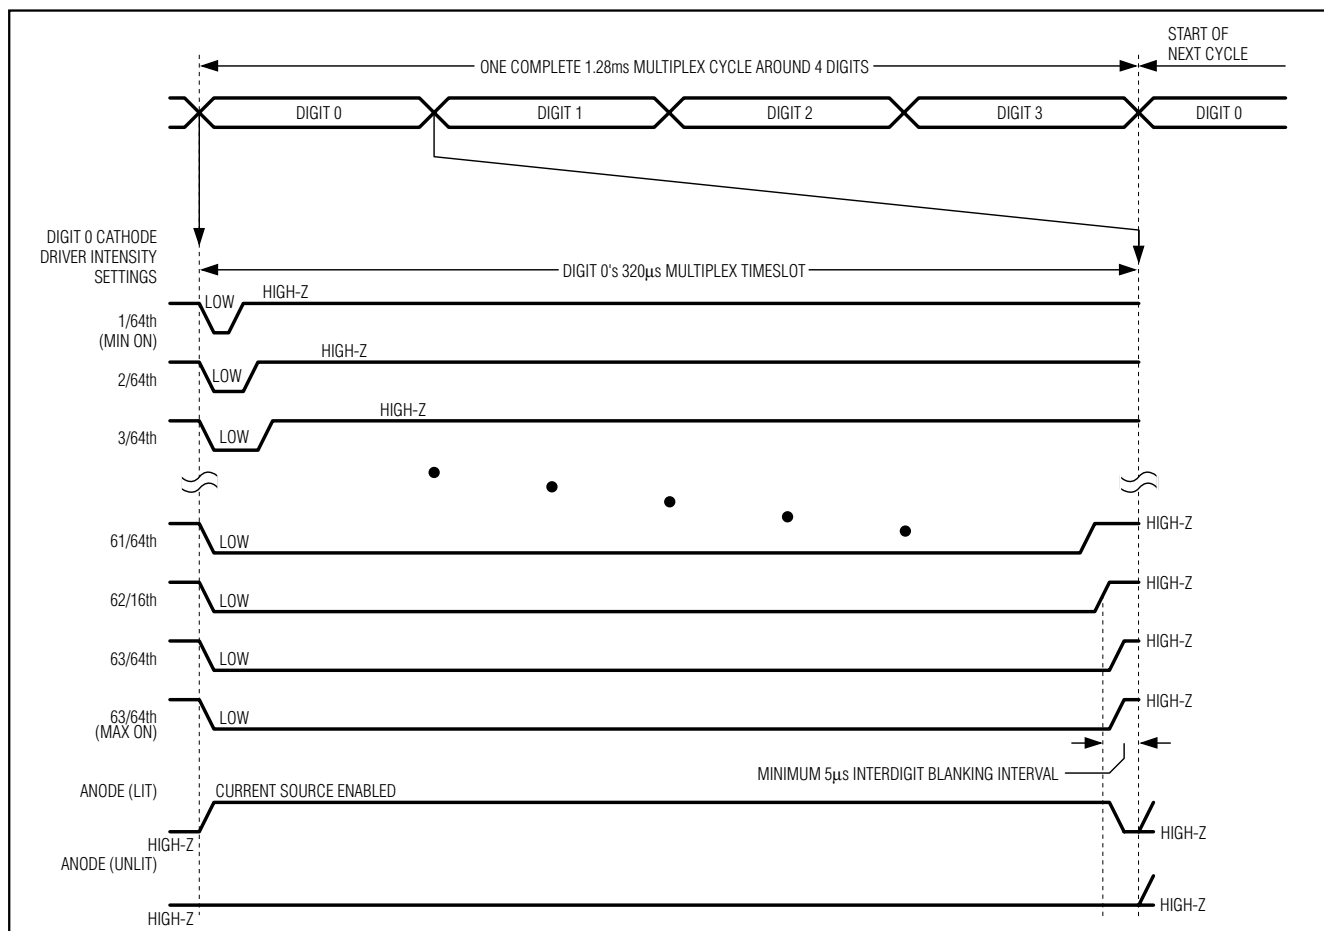 START OF
NEXT CYCLE
ONE COMPLETE 1.28ms MULTIPLEX CYCLE AROUND 4 DIGITS
DIGIT 0
DIGIT 1
DIGIT 2
DIGIT 3
DIGIT 0
DIGIT 0 CATHODE
DRIVER INTENSITY
SETTINGS
DIGIT 0's 320μs MULTIPLEX TIMESLOT
LOW
HIGH-Z
1/64th
(MIN ON)
HIGH-Z
2/64th
LOW
HIGH-Z
3/64th
LOW
61/64th
LOW
HIGH-Z
62/16th
LOW
HIGH-Z
63/64th
LOW
HIGH-Z
63/64th
(MAX ON)
LOW
HIGH-Z
MINIMUM 5μs INTERDIGIT BLANKING INTERVAL
ANODE (LIT)
CURRENT SOURCE ENABLED
HIGH-Z
HIGH-Z
ANODE (UNLIT)
HIGH-Z
HIGH-Z